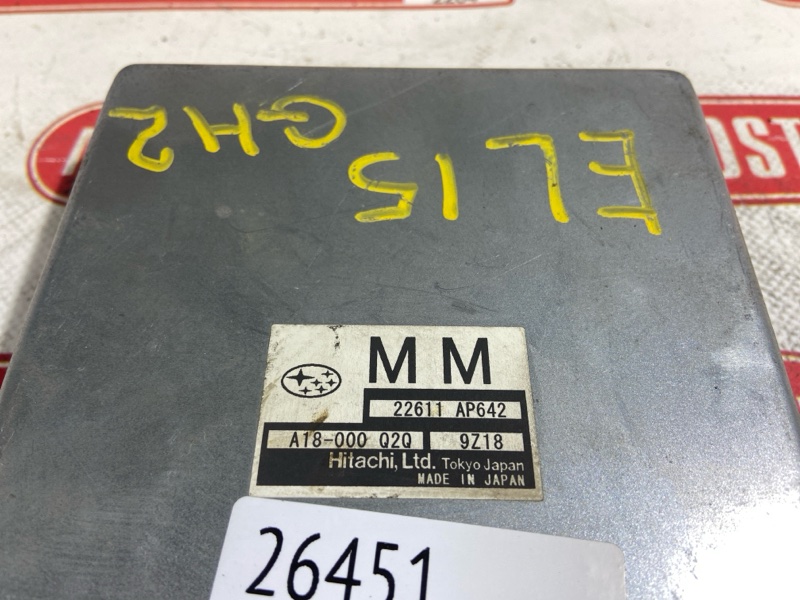 EL15
GH2
MM
22611 AP642
A18-000 Q2Q 9Z18
Hitachi, Ltd. Tokyo Japan
MADE IN JAPAN
26451